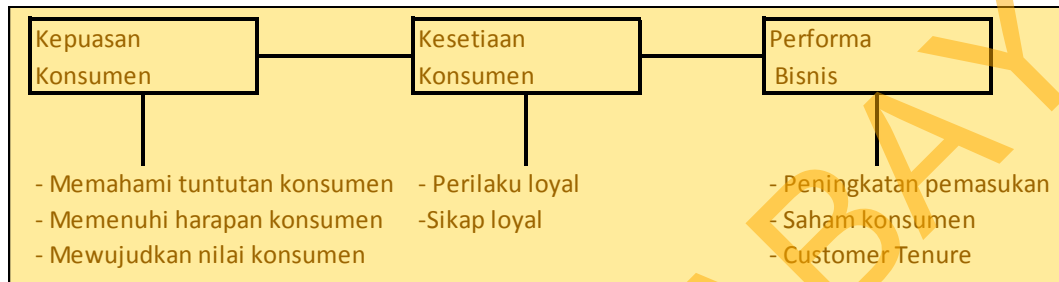 Kepuasan
Konsumen
Kesetiaan
Konsumen
Performa
Bisnis
- Memahami tuntutan konsumen
- Memenuhi harapan konsumen
- Mewujudkan nilai konsumen
- Perilaku loyal
-Sikap loyal
- Peningkatan pemasukan
- Saham konsumen
- Customer Tenure
ABAY